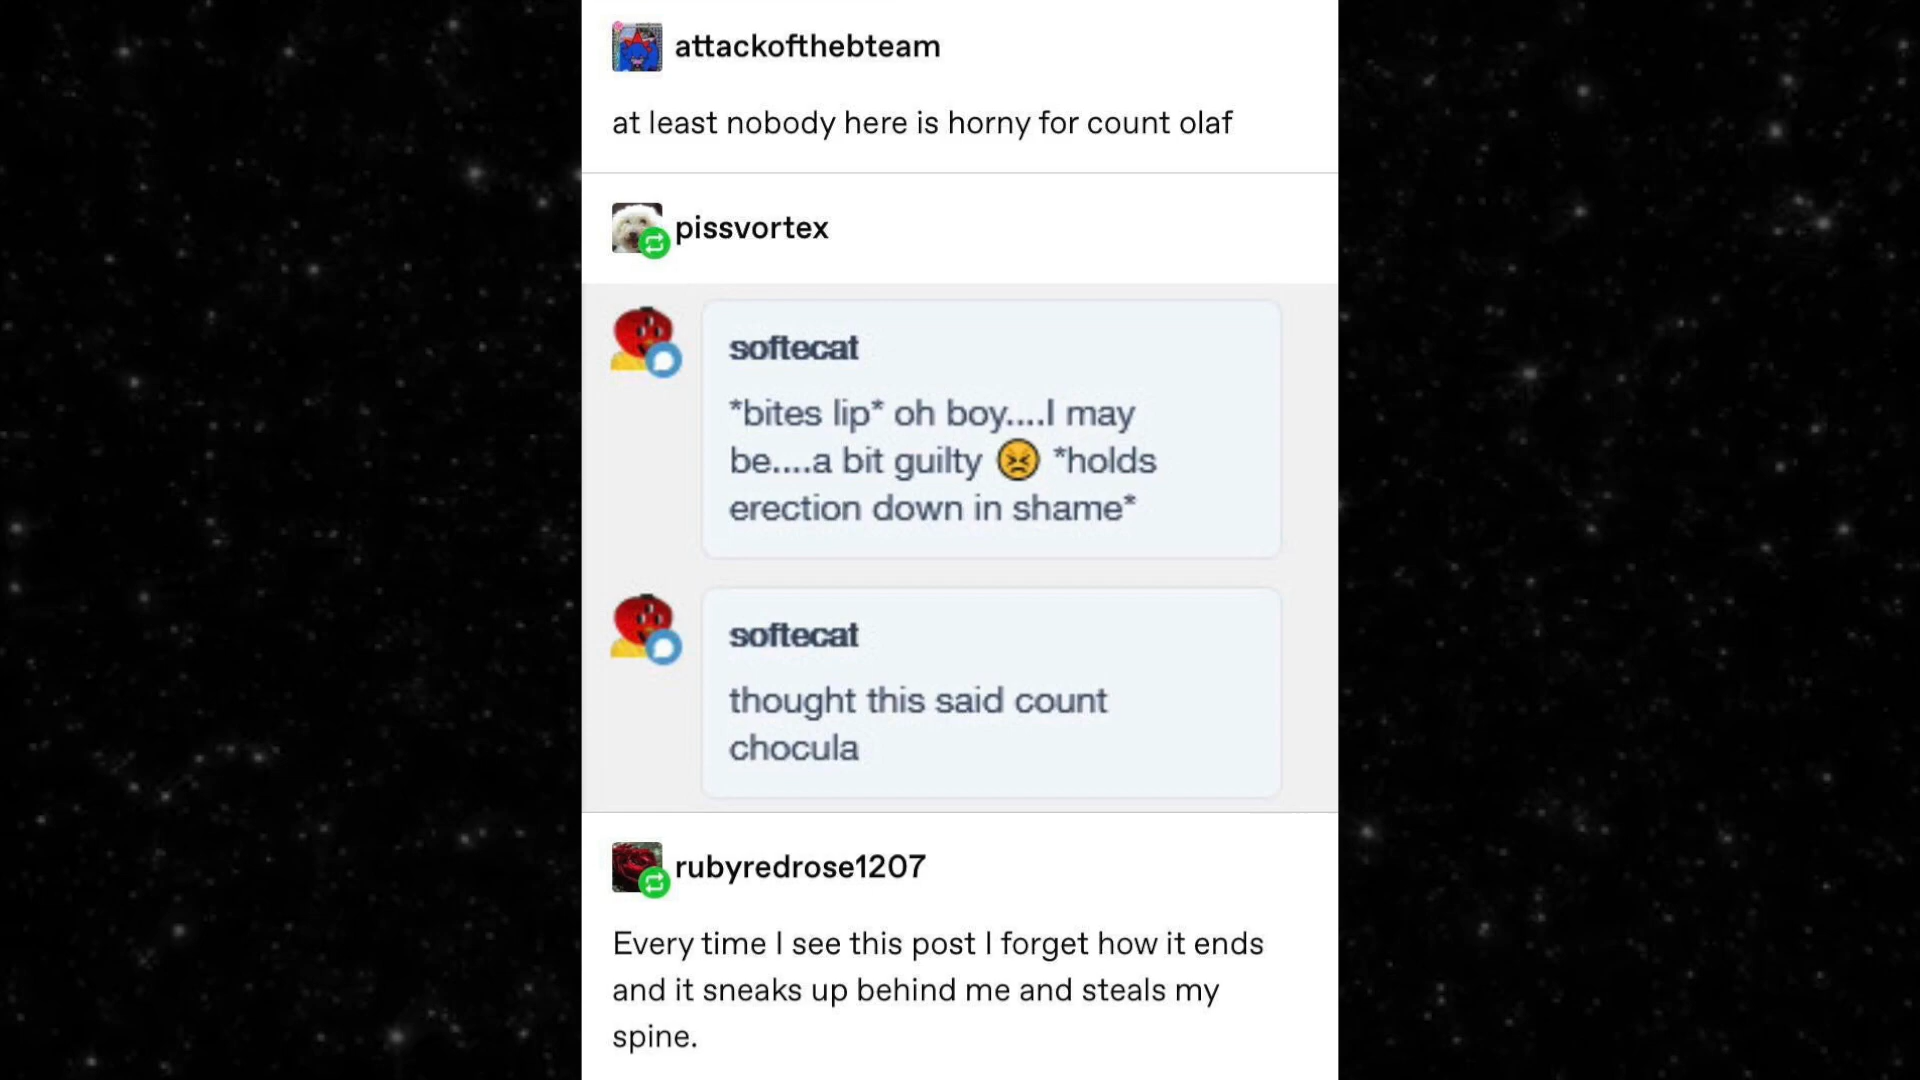 attackofthebteam
at least nobody here is horny for count olaf
pissvortex
softecat
*bites lip* oh boy....I may
be....a bit guilty 😣 *holds
erection down in shame*
softecat
thought this said count
chocula
rubyredrose1207
Every time I see this post I forget how it ends
and it sneaks up behind me and steals my
spine.